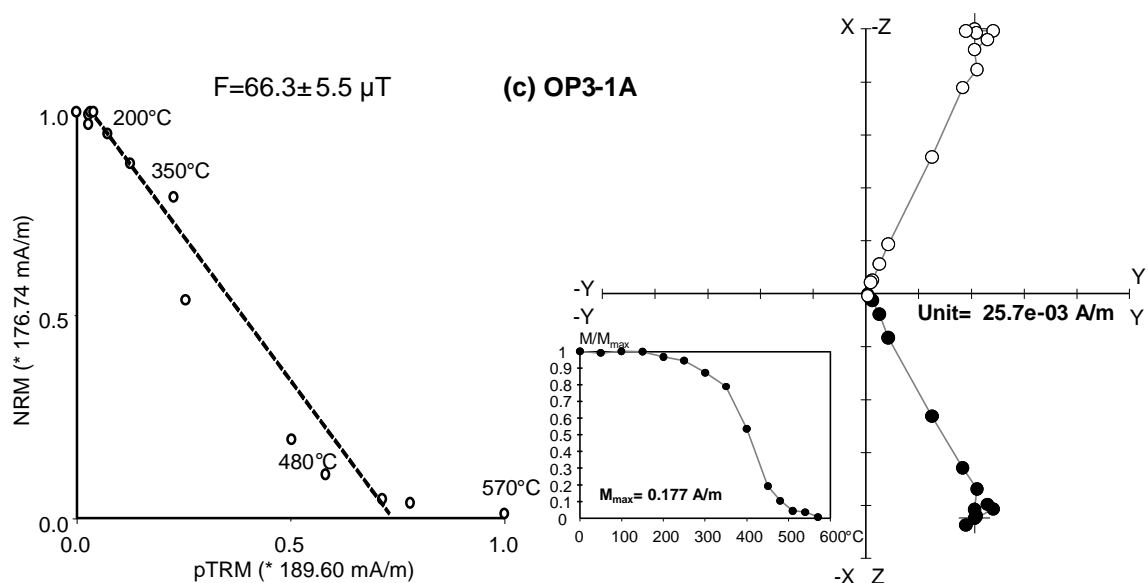 F=66.3±5.5 µT
(c) OP3-1A
X -Z
1.0
200°C
350°C
NRM (* 176.74 mA/m)
0.5
480°C
570°C
0.0
0.0 0.5 1.0
pTRM (* 189.60 mA/m)
-Y Y
-Y Y
Unit= 25.7e-03 A/m
M/Mmax
1
0.9
0.8
0.7
0.6
0.5
0.4
0.3
0.2
0.1
0
Mmax= 0.177 A/m
0 100 200 300 400 500 600°C
-X Z